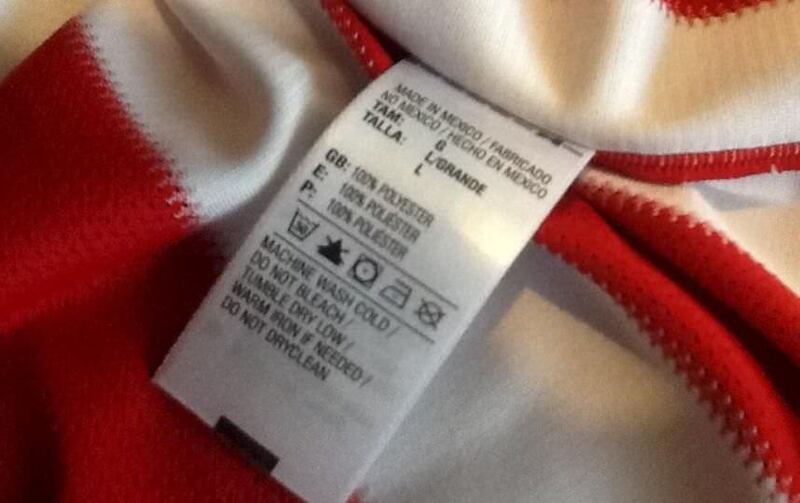 MADE IN MEXICO / FABRICADO
NO MEXICO / HECHO EN MEXICO
TAM: G
TALLA: L/GRANDE
L
GB: 100% POLYESTER
E: 100% POLIÉSTER
P: 100% POLIÉSTER
MACHINE WASH COLD /
DO NOT BLEACH /
TUMBLE DRY LOW /
WARM IRON IF NEEDED /
DO NOT DRYCLEAN